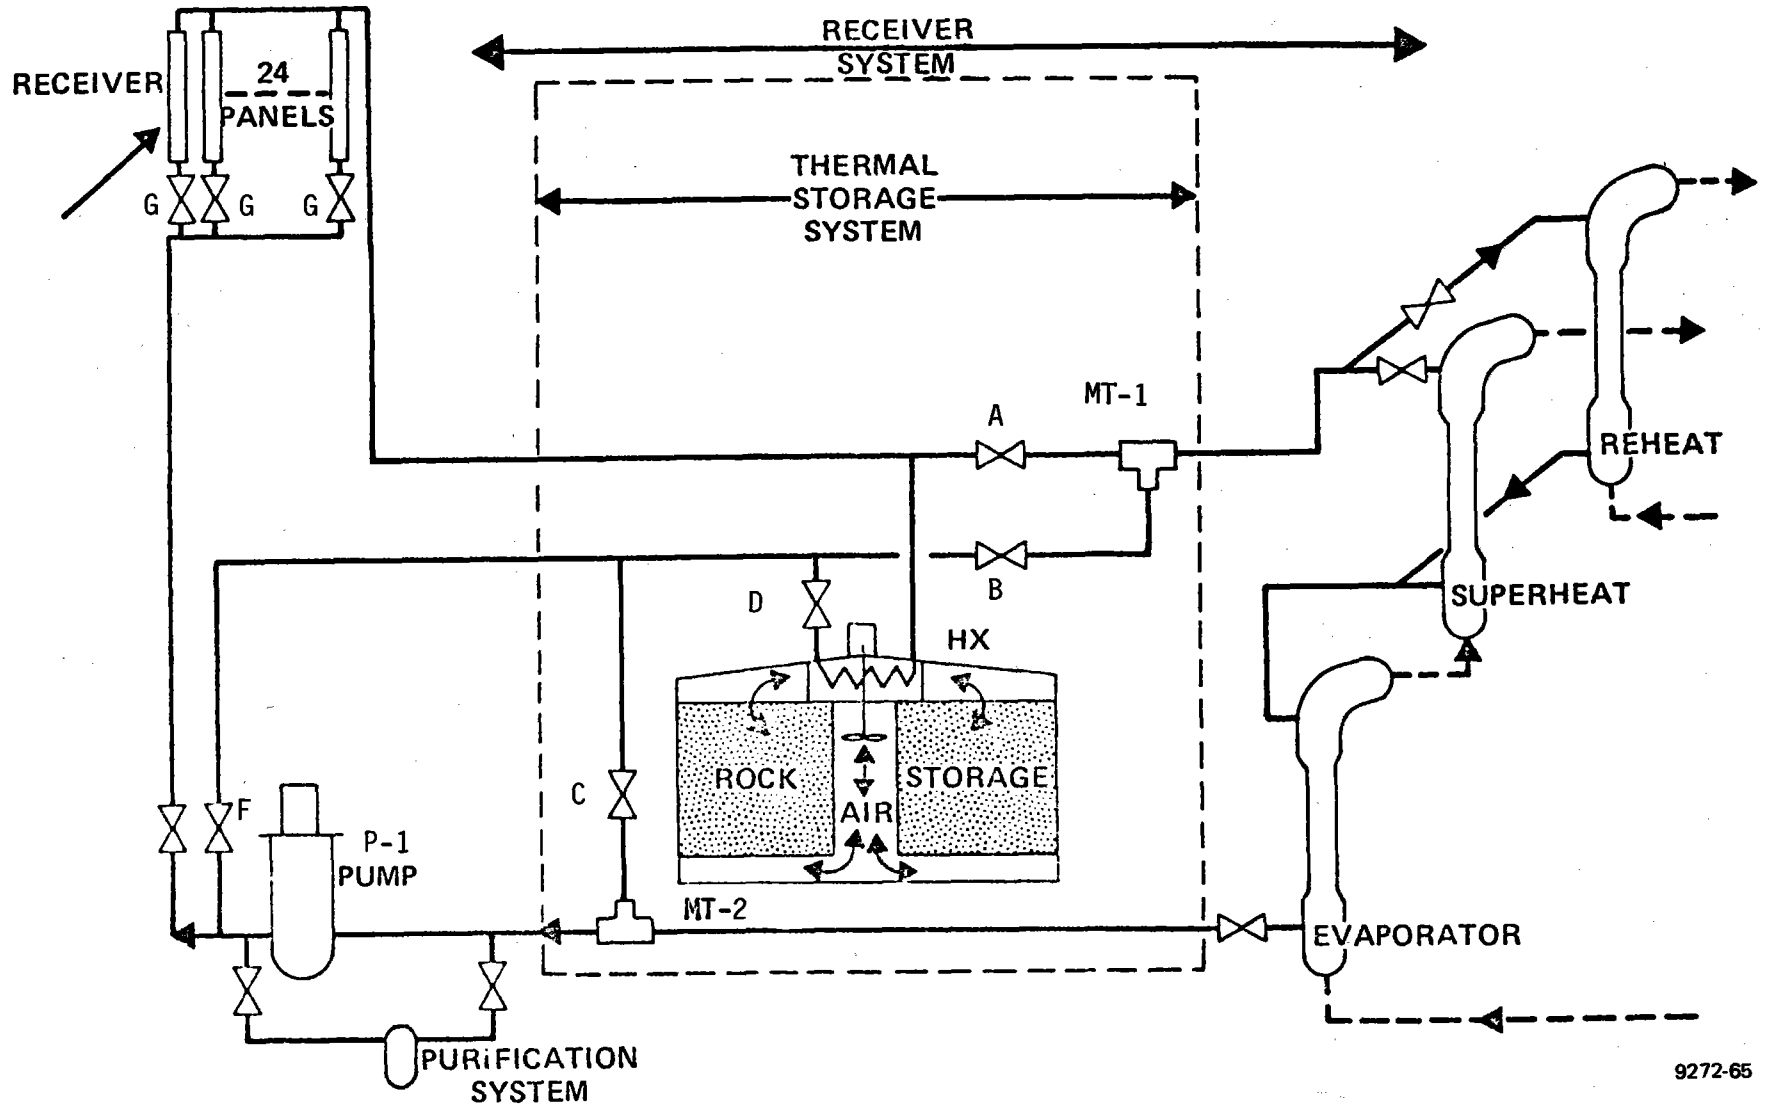 RECEIVER
SYSTEM
RECEIVER
24
PANELS
G
G
G
THERMAL
STORAGE
SYSTEM
A
MT-1
REHEAT
B
D
HX
SUPERHEAT
ROCK
STORAGE
C
AIR
F
P-1
PUMP
MT-2
EVAPORATOR
PURiFICATION
SYSTEM
9272-65